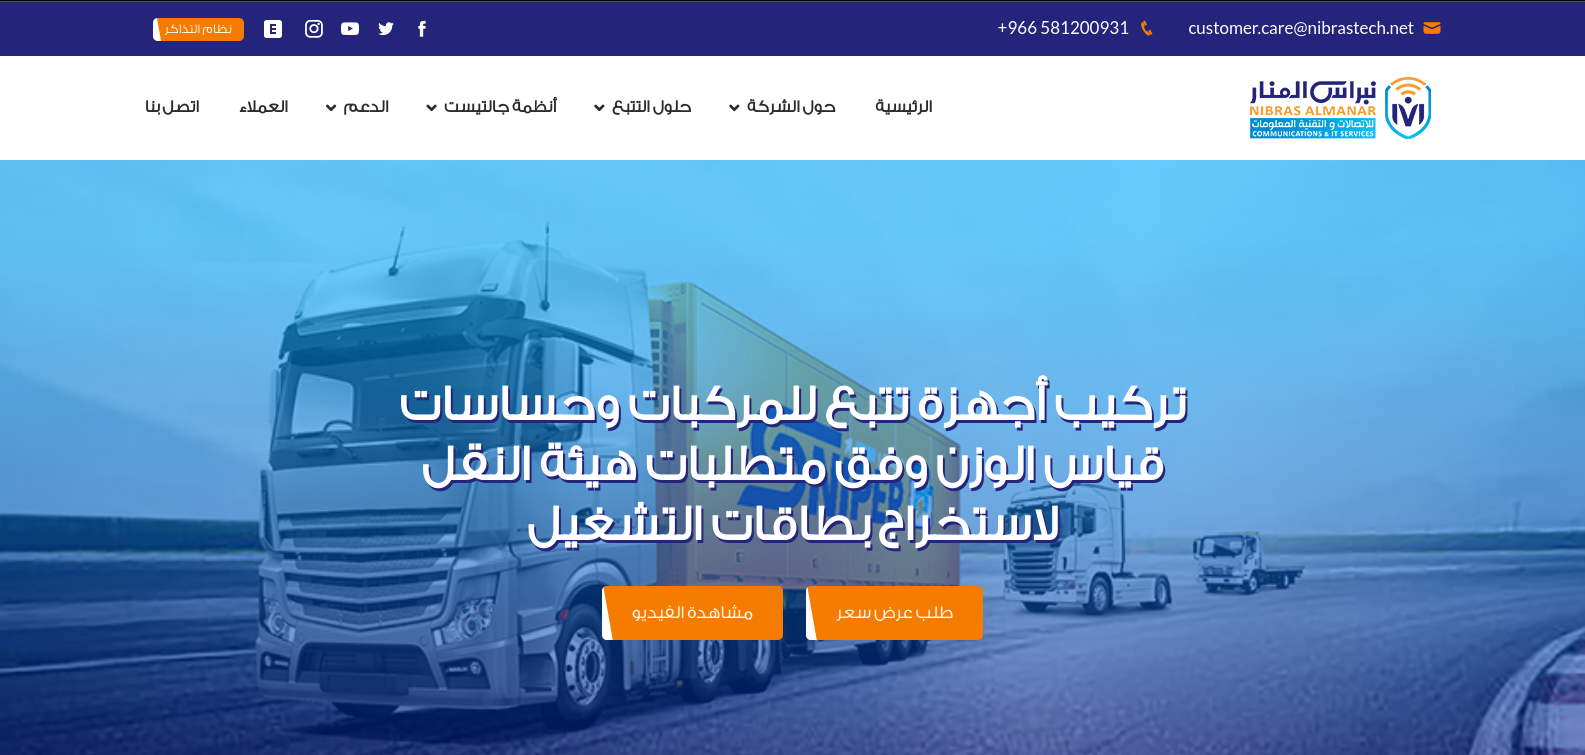 customer.care@nibrastech.net
+966 581200931
E
نظام التذاكر
نبراس المنار
NIBRAS ALMANAR
للاتصالات و التقنية المعلومات
COMMUNICATIONS & IT SERVICES
الرئيسية
حول الشركة
حلول التتبع
أنظمة جالتيست
الدعم
العملاء
اتصل بنا
تركيب أجهزة تتبع للمركبات وحساسات
قياس الوزن وفق متطلبات هيئة النقل
لاستخراج بطاقات التشغيل
SNIPER
طلب عرض سعر
مشاهدة الفيديو